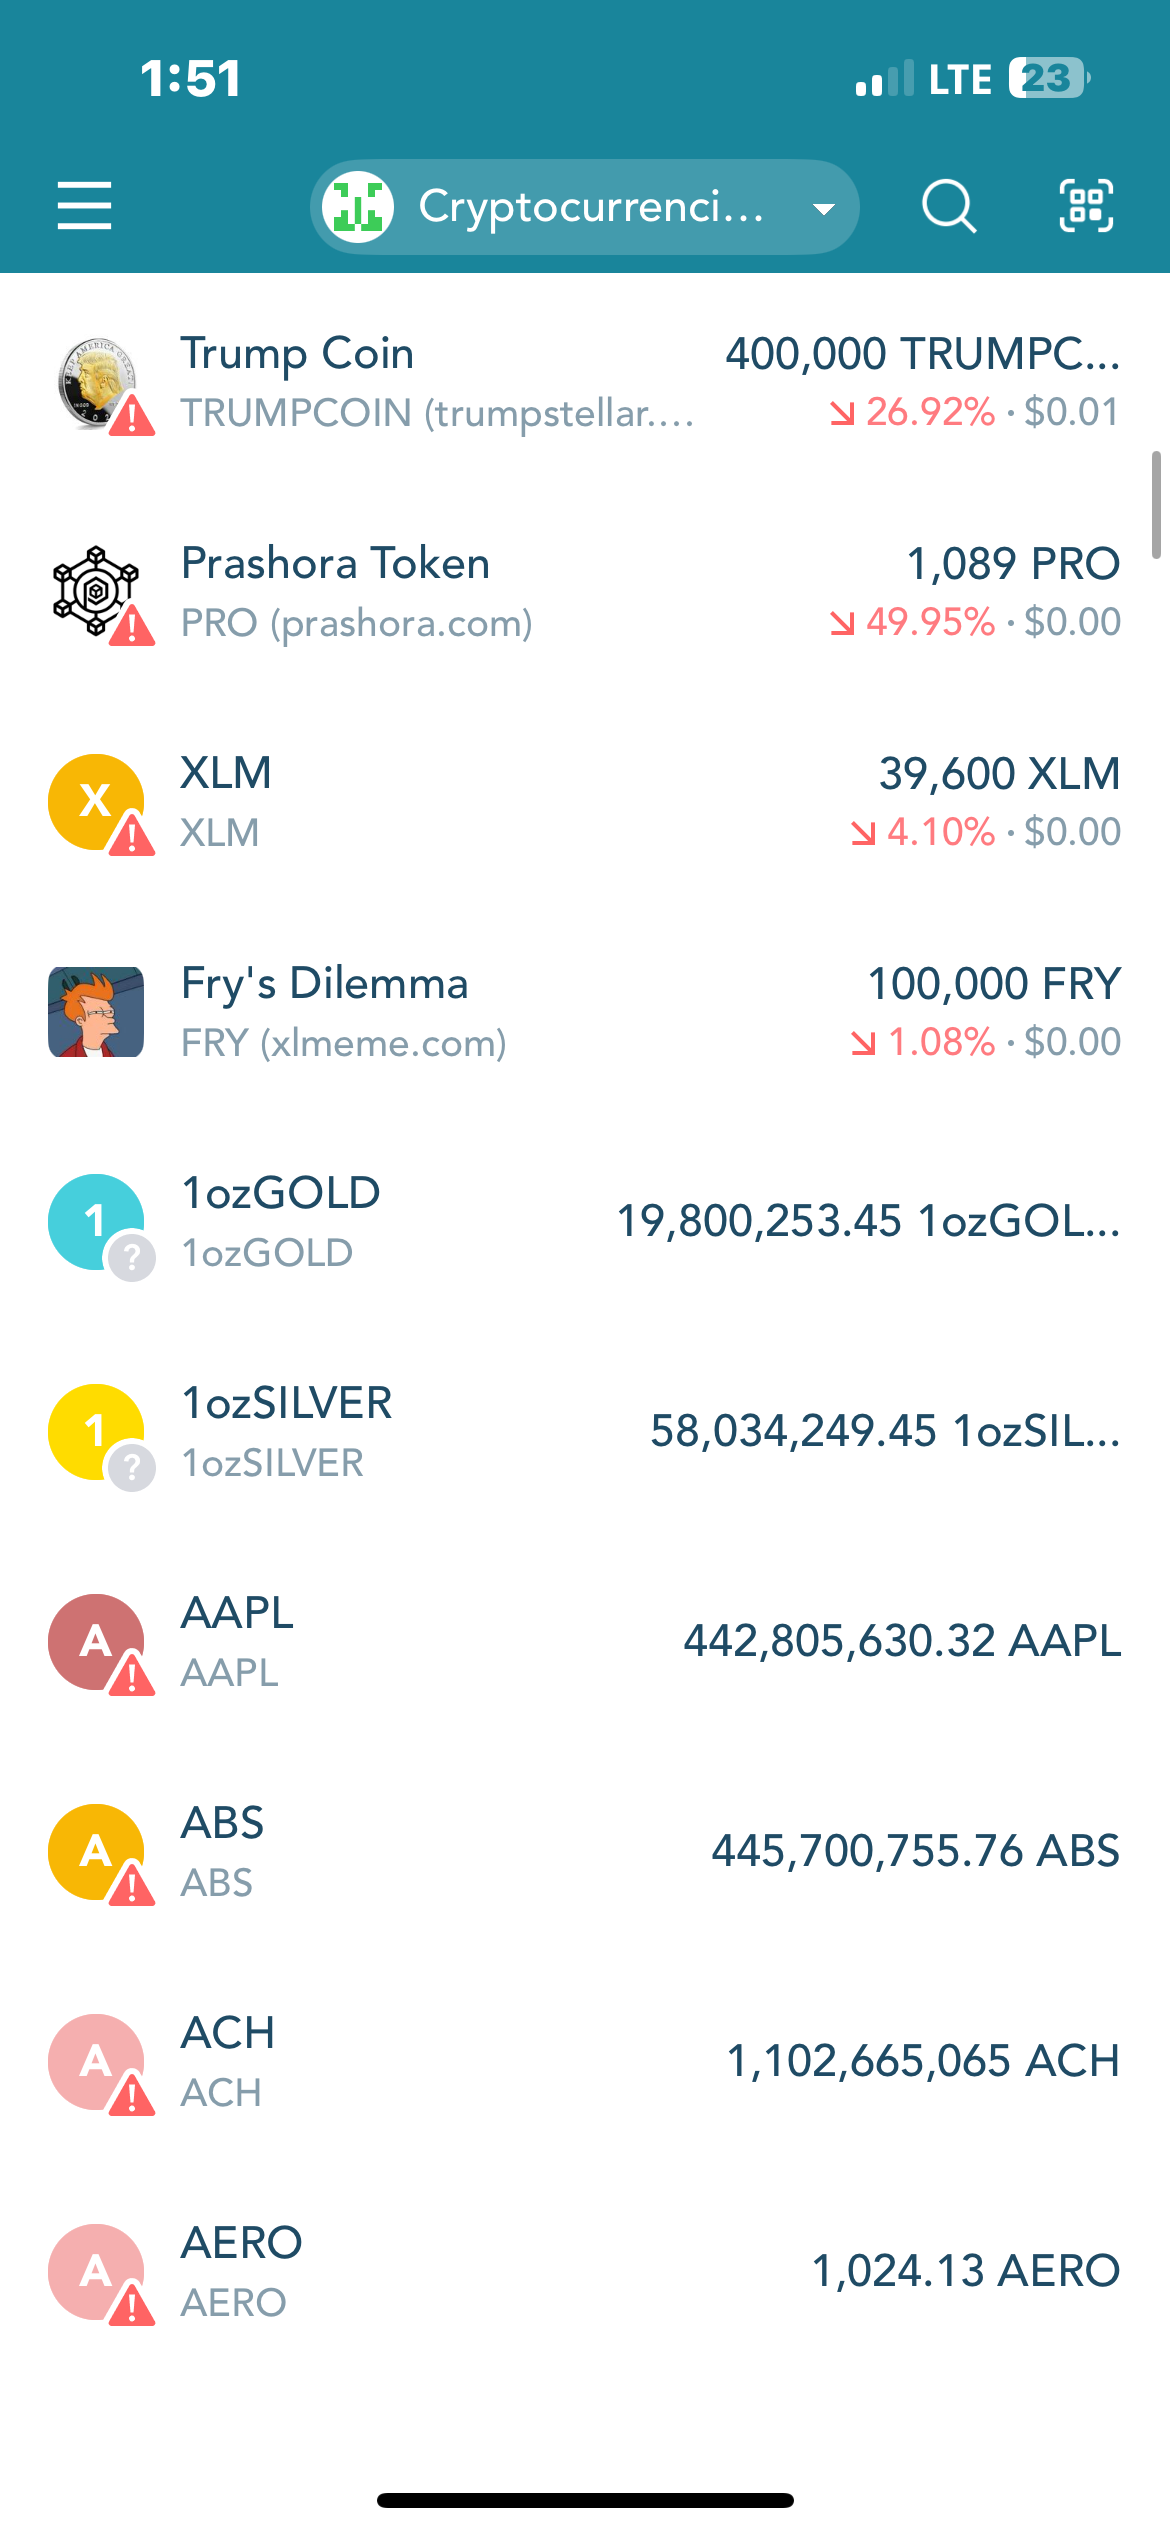 1:51
LTE 23
Cryptocurrenci...
Trump Coin
400,000 TRUMPC...
TRUMPCOIN (trumpstellar....
26.92% · $0.01
Prashora Token
1,089 PRO
PRO (prashora.com)
49.95% · $0.00
X
XLM
39,600 XLM
XLM
4.10% · $0.00
Fry's Dilemma
100,000 FRY
FRY (xlmeme.com)
1.08% · $0.00
1
?
1ozGOLD
19,800,253.45 1ozGOL...
1ozGOLD
1
?
1ozSILVER
58,034,249.45 1ozSIL...
1ozSILVER
A
AAPL
442,805,630.32 AAPL
AAPL
A
ABS
445,700,755.76 ABS
ABS
A
ACH
1,102,665,065 ACH
ACH
A
AERO
1,024.13 AERO
AERO